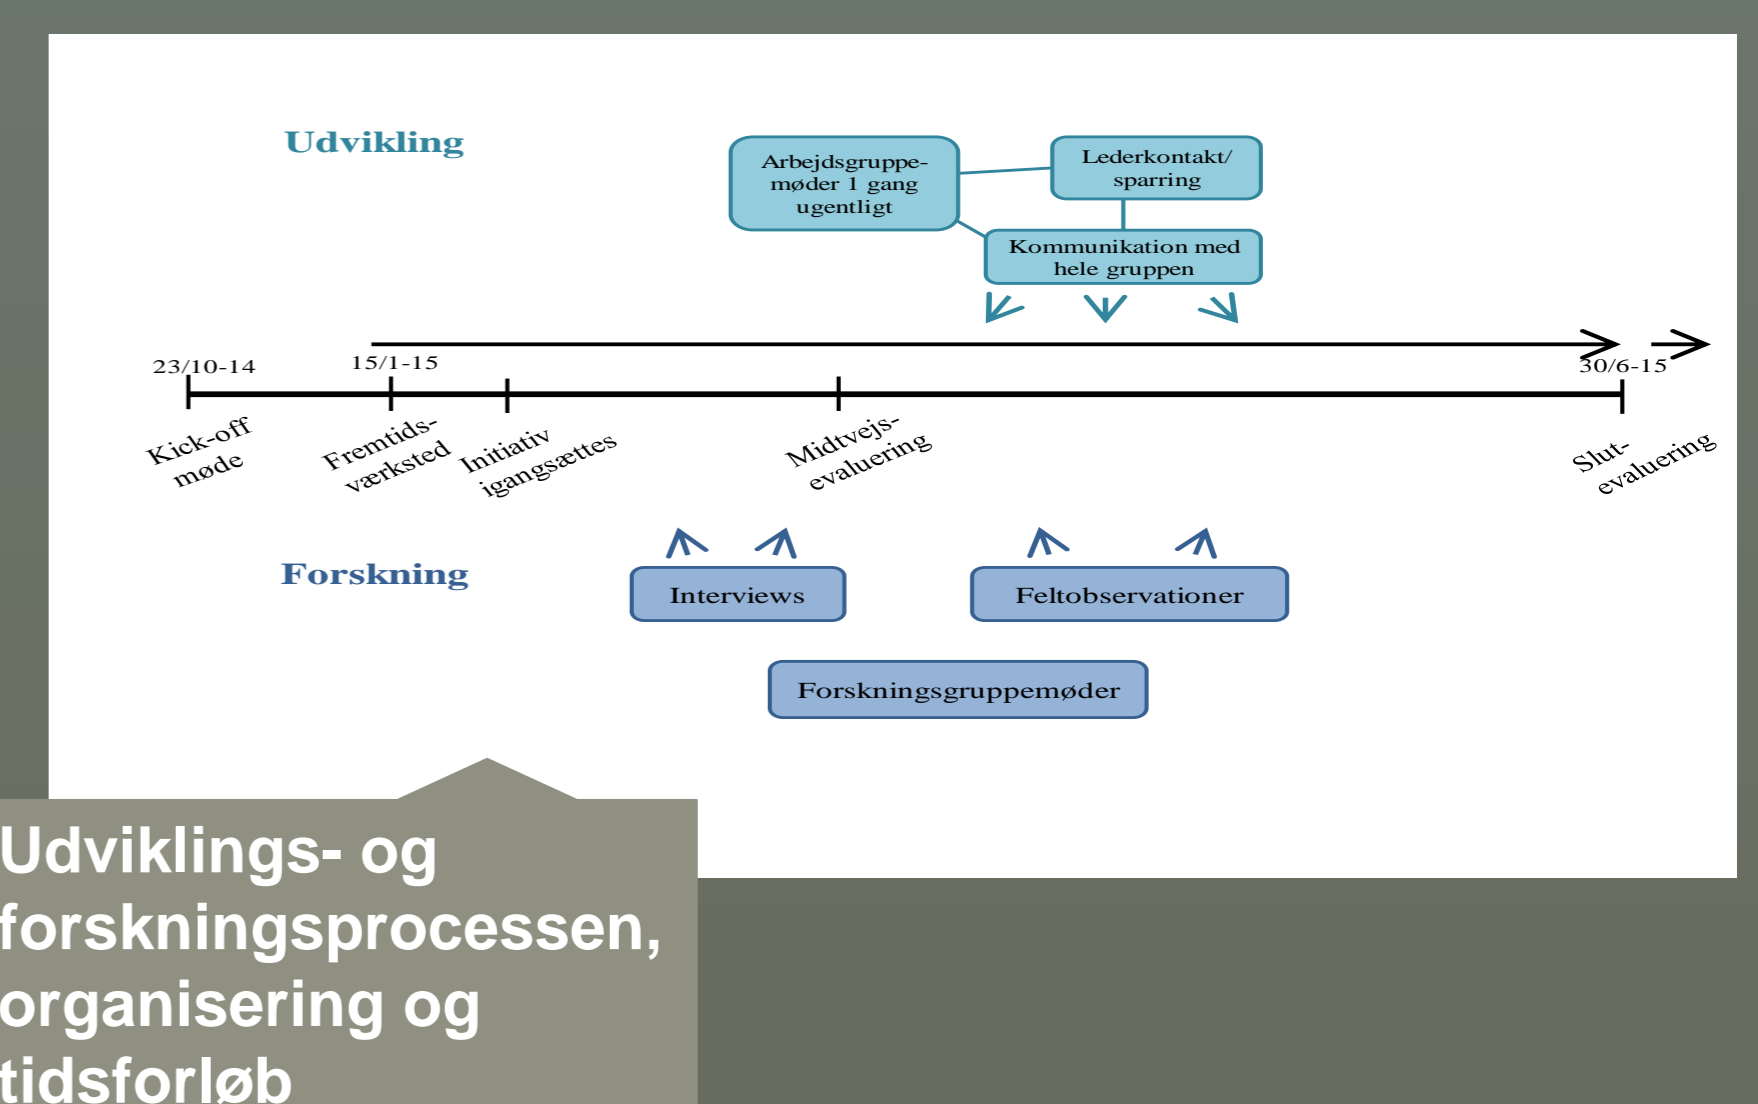 Udvikling
Arbejdsgruppe-
møder 1 gang
ugentligt
Lederkontakt/
sparring
Kommunikation med
hele gruppen
23/10-14
15/1-15
30/6-15
Kick-off
møde
Fremtids-
værksted
Initiativ
igangsættes
Midtvejs-
evaluering
Slut-
evaluering
Forskning
Interviews
Feltobservationer
Forskningsgruppemøder
Udviklings- og
forskningsprocessen,
organisering og
tidsforløb